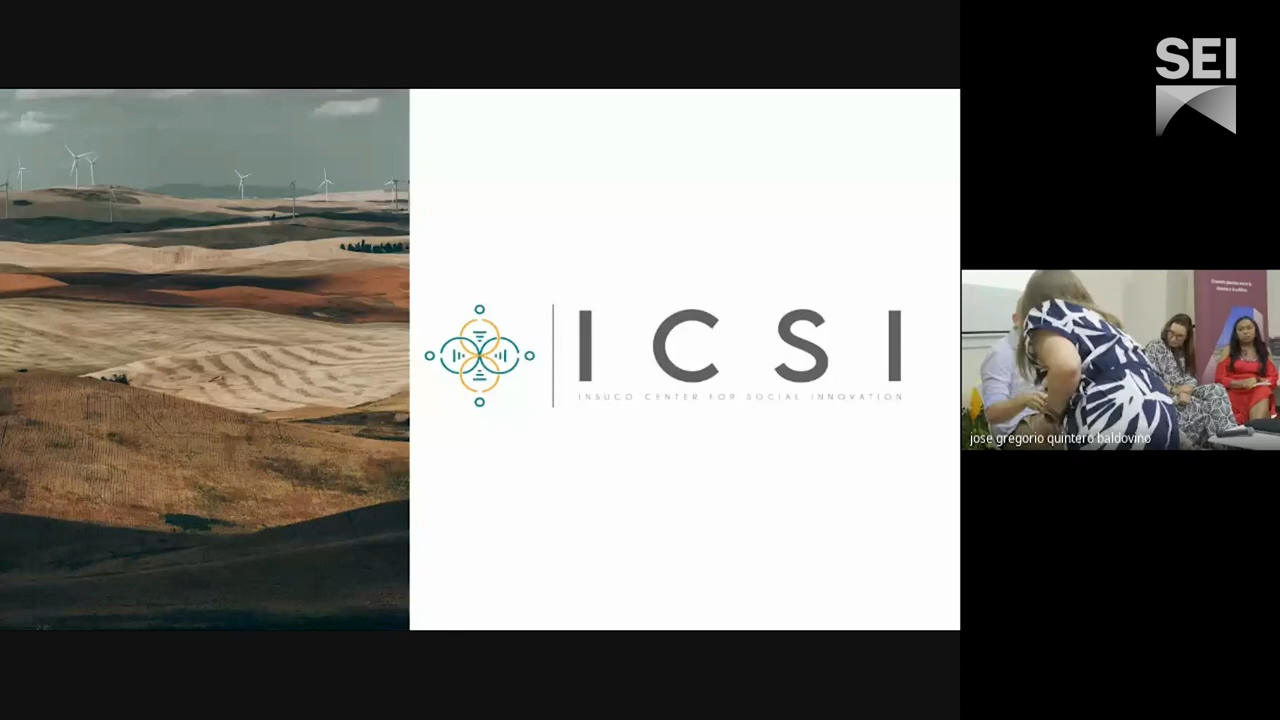 SEI
ICSI
INSUCO CENTER FOR SOCIAL INNOVATION
jose gregorio quintero baldovino